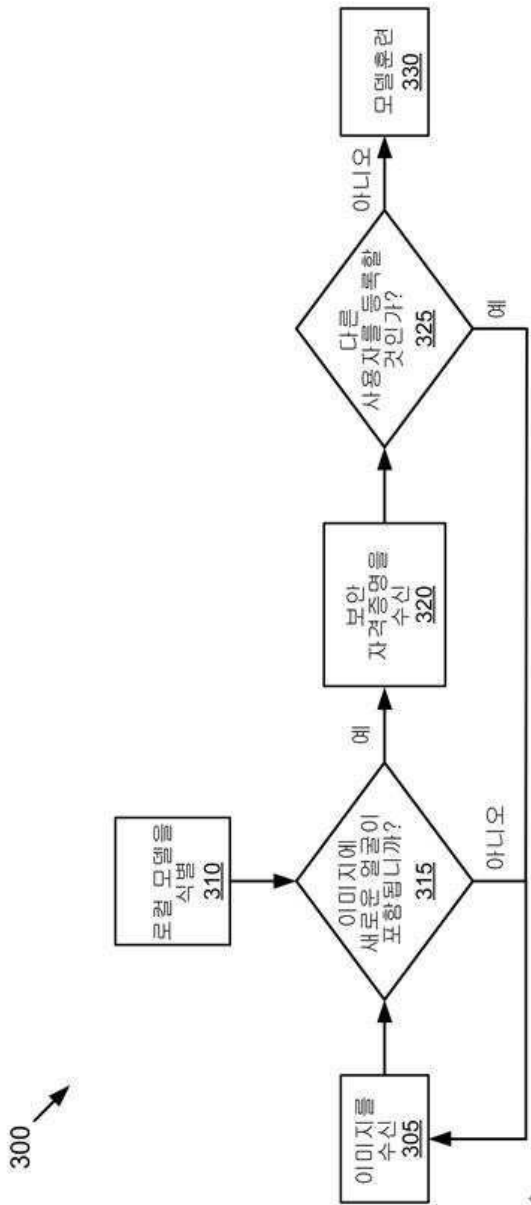 300
이미지를
수신
305
로컬 모델을
식별
310
이미지에
새로운 얼굴이
포함됩니까?
315
예
아니오
보안
자격증명을
수신
320
다른
사용자를 등록할
것인가?
325
아니오
예
모델훈련
330